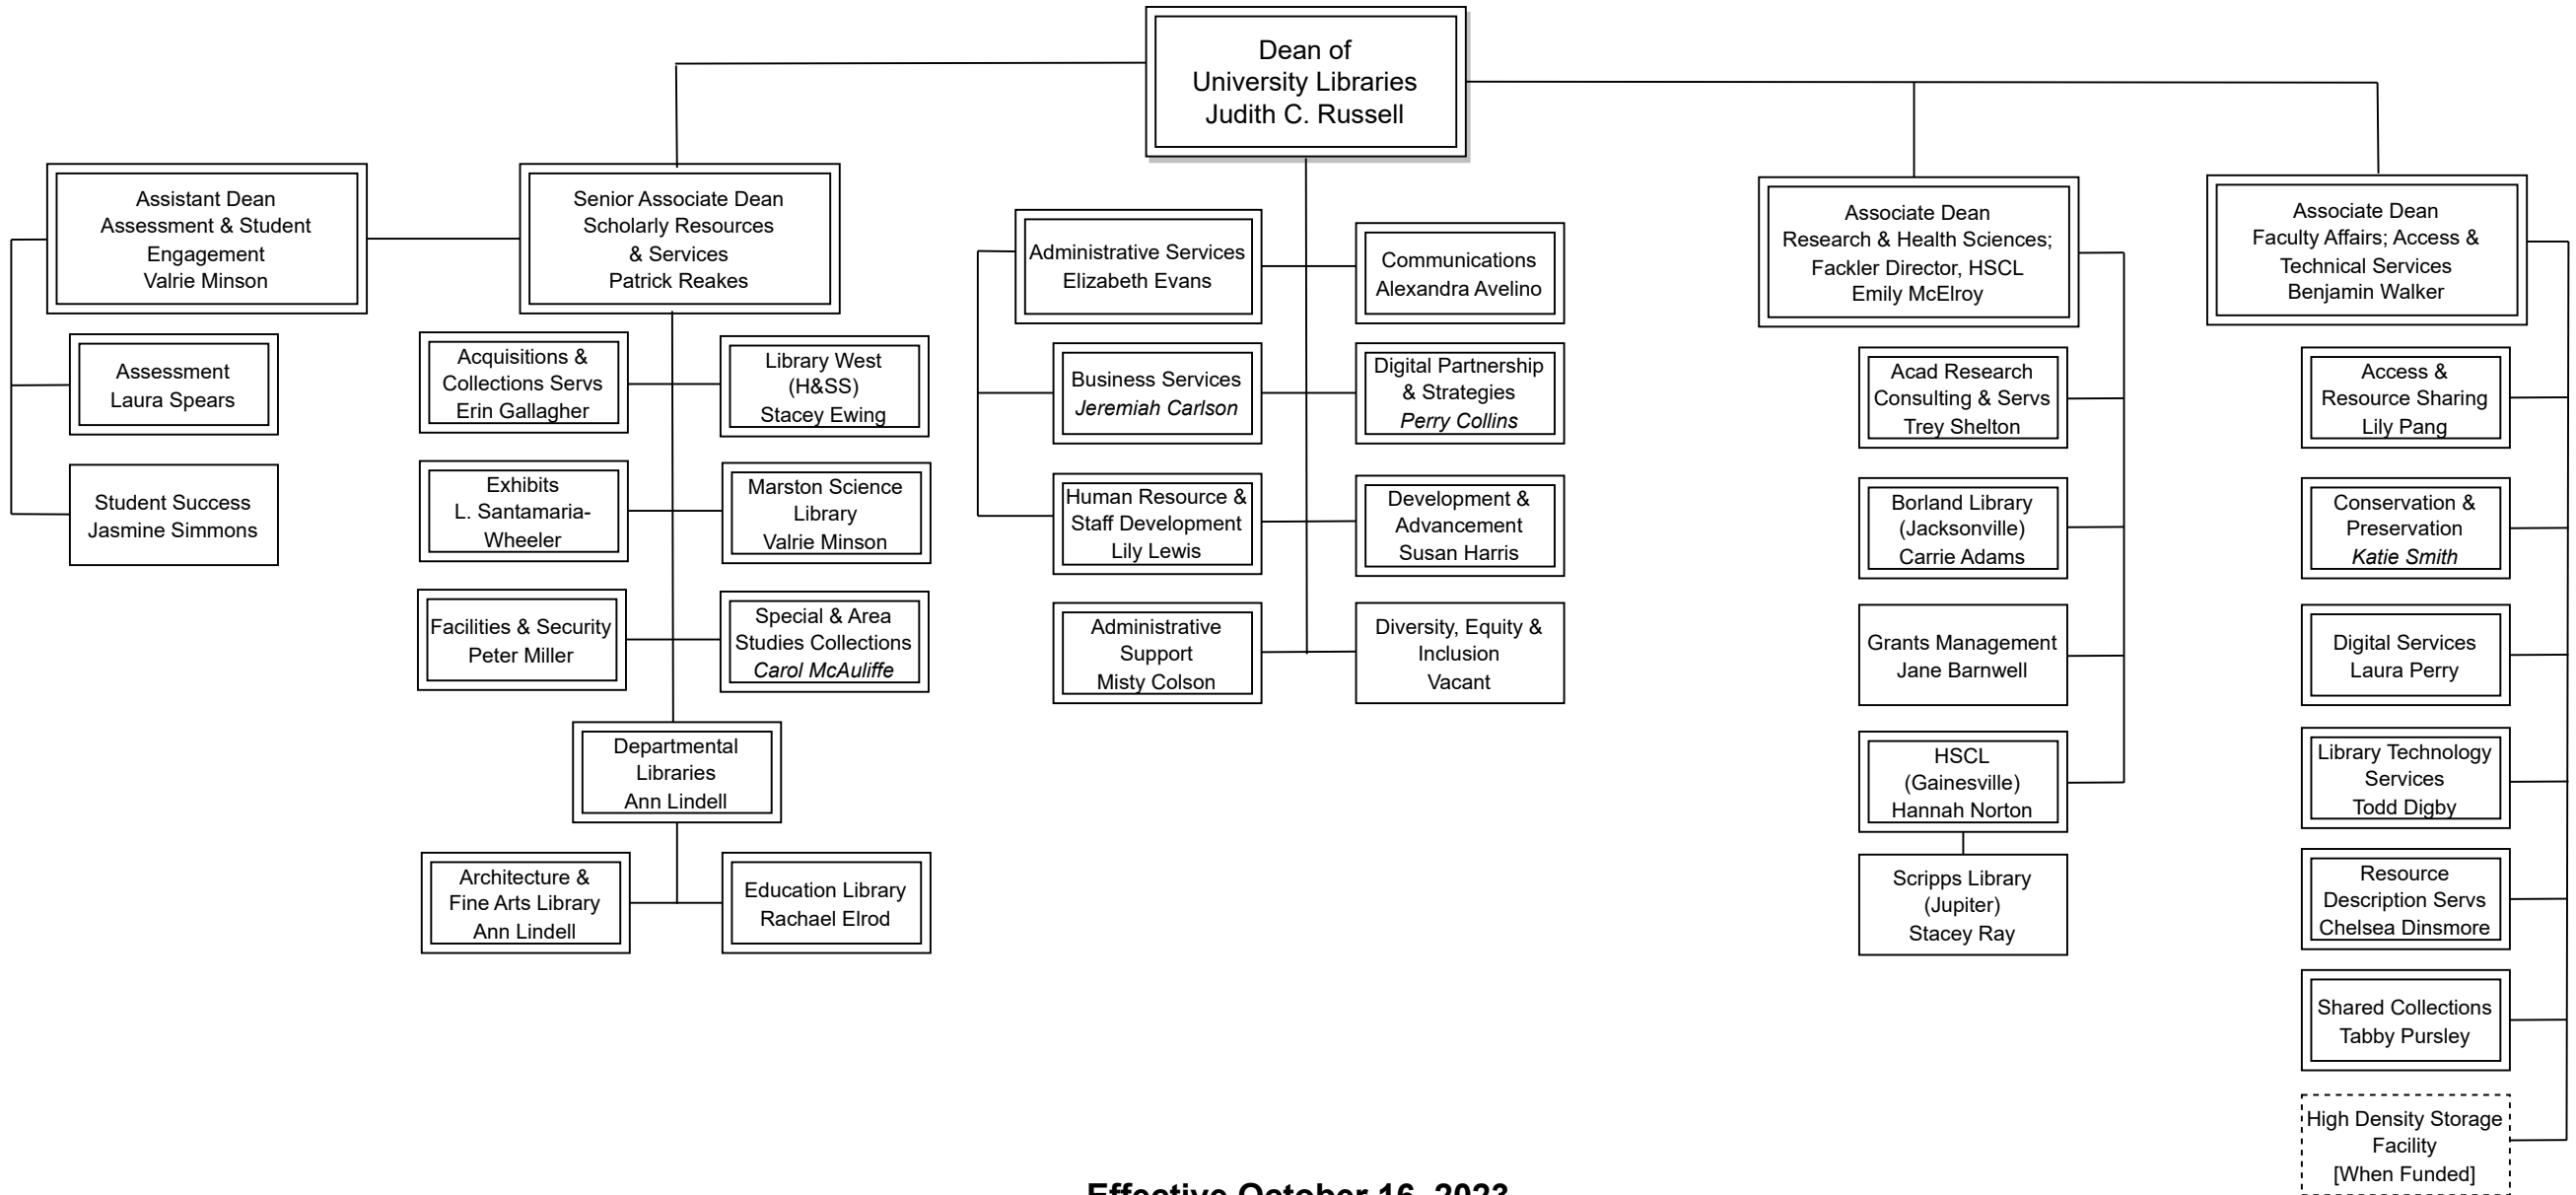 Dean of
University Libraries
Judith C. Russell
Assistant Dean
Assessment & Student
Engagement
Valrie Minson
Assessment
Laura Spears
Student Success
Jasmine Simmons
Senior Associate Dean
Scholarly Resources
& Services
Patrick Reakes
Acquisitions &
Collections Servs
Erin Gallagher
Library West
(H&SS)
Stacey Ewing
Exhibits
L. Santamaria-
Wheeler
Marston Science
Library
Valrie Minson
Facilities & Security
Peter Miller
Special & Area
Studies Collections
Carol McAuliffe
Departmental
Libraries
Ann Lindell
Architecture &
Fine Arts Library
Ann Lindell
Education Library
Rachael Elrod
Administrative Services
Elizabeth Evans
Communications
Alexandra Avelino
Business Services
Jeremiah Carlson
Digital Partnership
& Strategies
Perry Collins
Human Resource &
Staff Development
Lily Lewis
Development &
Advancement
Susan Harris
Administrative
Support
Misty Colson
Diversity, Equity &
Inclusion
Vacant
Associate Dean
Research & Health Sciences;
Fackler Director, HSCL
Emily McElroy
Acad Research
Consulting & Servs
Trey Shelton
Borland Library
(Jacksonville)
Carrie Adams
Grants Management
Jane Barnwell
HSCL
(Gainesville)
Hannah Norton
Scripps Library
(Jupiter)
Stacey Ray
Associate Dean
Faculty Affairs; Access &
Technical Services
Benjamin Walker
Access &
Resource Sharing
Lily Pang
Conservation &
Preservation
Katie Smith
Digital Services
Laura Perry
Library Technology
Services
Todd Digby
Resource
Description Servs
Chelsea Dinsmore
Shared Collections
Tabby Pursley
High Density Storage
Facility
[When Funded]
Effective October 16, 2023